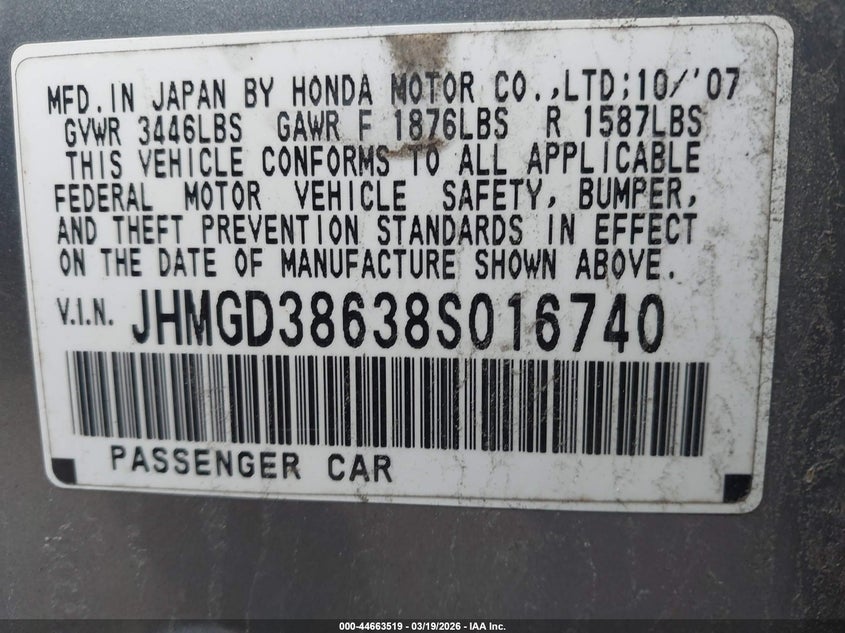 MFD. IN JAPAN BY HONDA MOTOR CO.,LTD;10/'07
GVWR 3446LBS GAWR F 1876LBS R 1587LBS
THIS VEHICLE CONFORMS TO ALL APPLICABLE
FEDERAL MOTOR VEHICLE SAFETY, BUMPER,
AND THEFT PREVENTION STANDARDS IN EFFECT
ON THE DATE OF MANUFACTURE SHOWN ABOVE.
V.I.N. JHMGD38638S016740
PASSENGER CAR
000-44663519 - 03/19/2026 - IAA Inc.